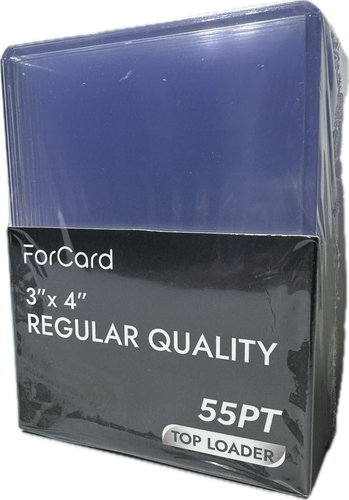 ForCard
3”x 4”
REGULAR QUALITY
55PT
TOP LOADER